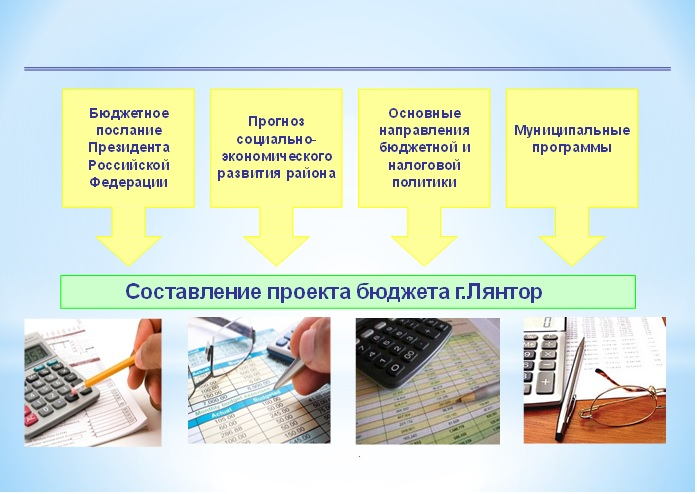 Бюджетное
послание
Президента
Российской
Федерации
Прогноз
социально-
экономического
развития района
Основные
направления
бюджетной и
налоговой
политики
Муниципальные
программы
Составление проекта бюджета г.Лянтор
Actual